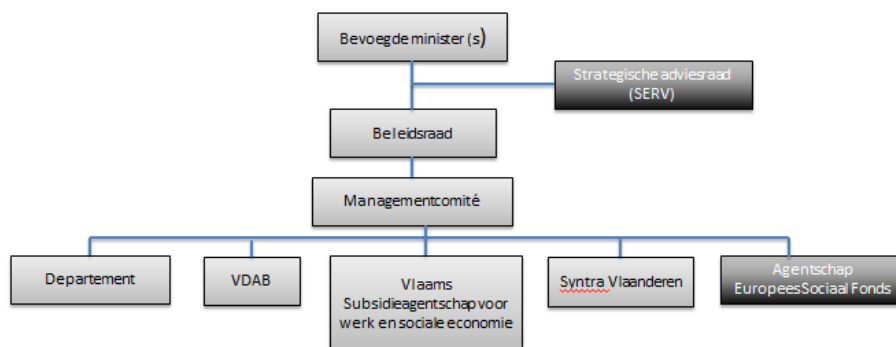 Bevoegde minister (s)
Strategische adviesraad
(SERV)
Beleidsraad
Managementcomité
Departement
VDAB
Vlaams
Subsidieagentschap voor
werk en sociale economie
Syntra Vlaanderen
Agentschap
Europees Sociaal Fonds